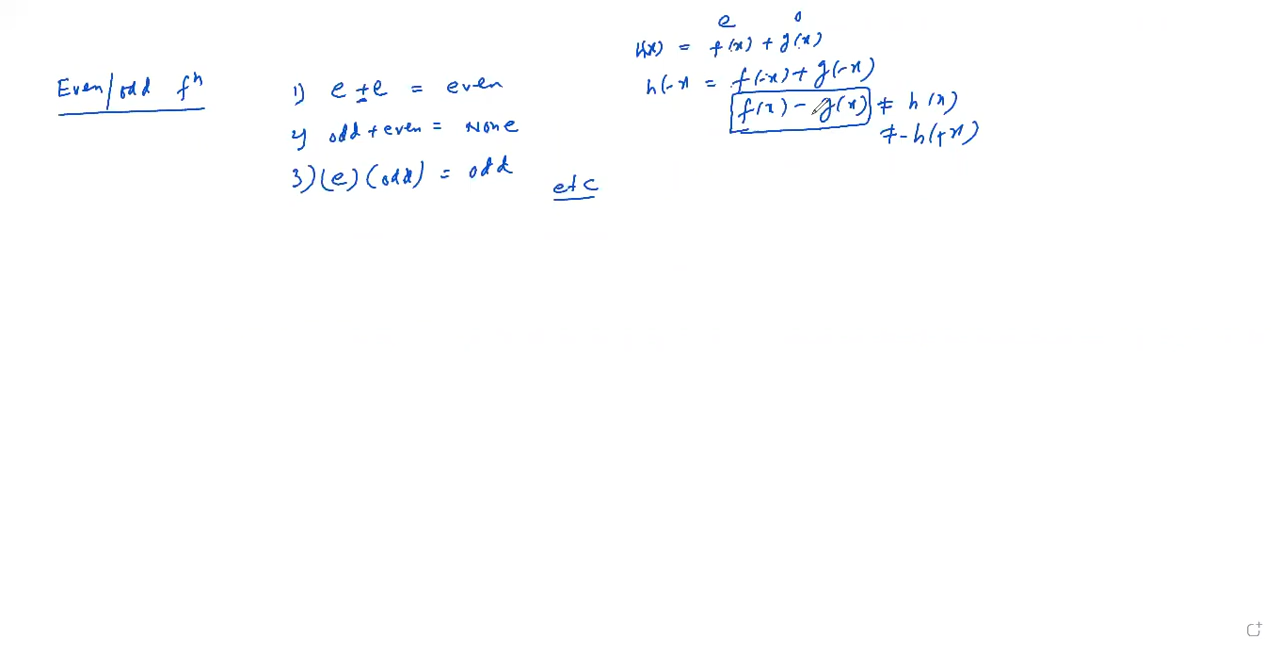 Even/odd fⁿ
1) e ± e = even
2) odd + even = None
3) (e) (odd) = odd
etc
e o
h(x) = f(x) + g(x)
h(-x = f(-x) + g(-x)
f(x) - g(x) ≠ h(x)
≠ - h(+x)